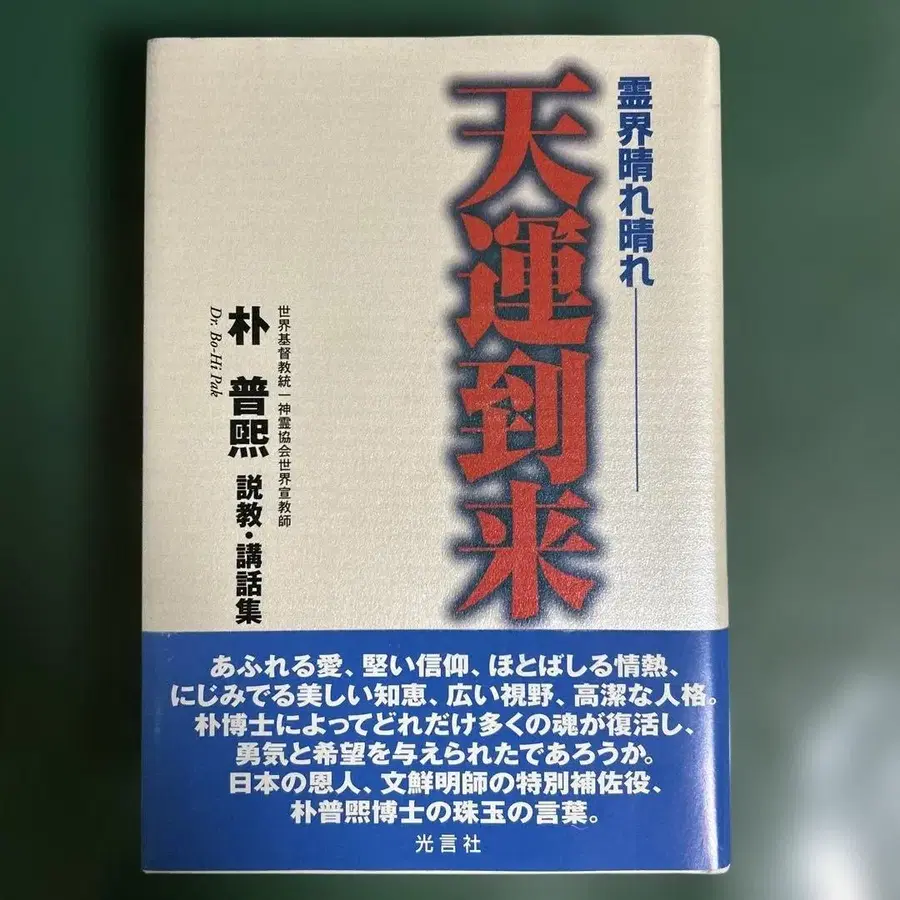 霊界晴れ晴れ――
天運到来
世界基督教統一神霊協会世界宣教師
朴 普熙 説教・講話集
Dr. Bo-Hi Pak
あふれる愛、堅い信仰、ほとばしる情熱、
にじみでる美しい知恵、広い視野、高潔な人格。
朴博士によってどれだけ多くの魂が復活し、
勇気と希望を与えられたであろうか。
日本の恩人、文鮮明師の特別補佐役、
朴普熙博士の珠玉の言葉。
光言社